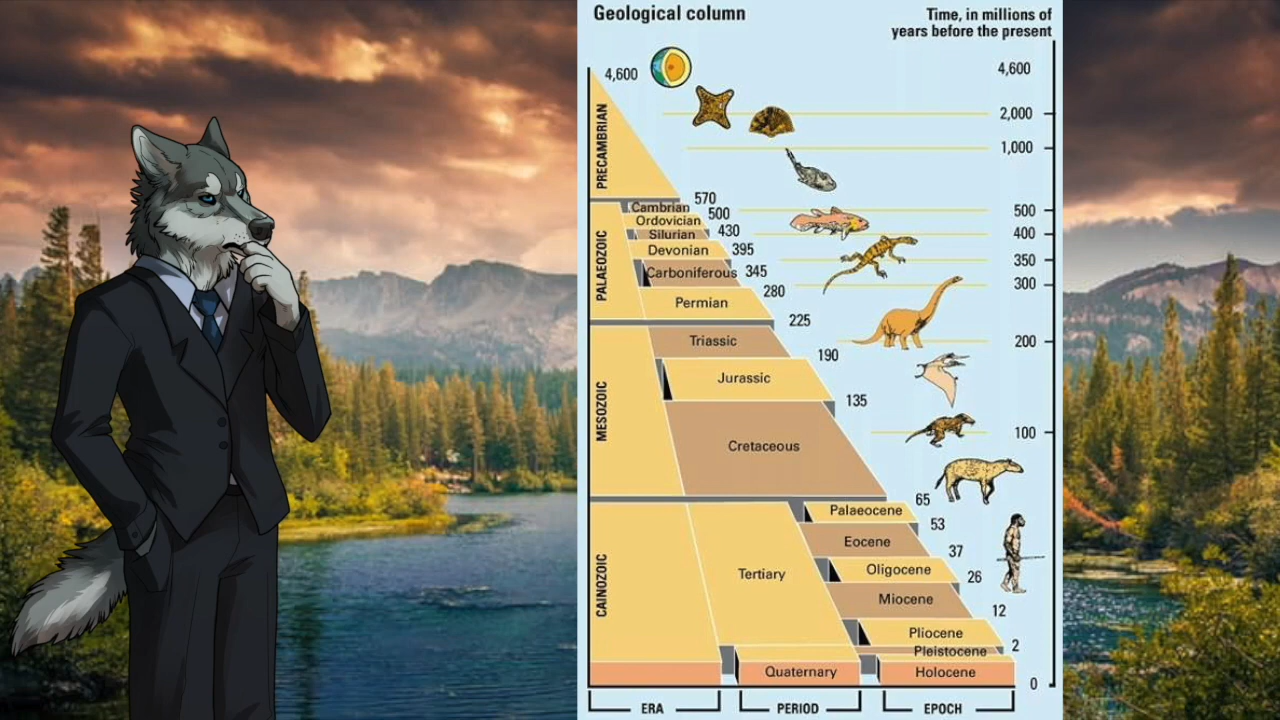 Geological column
Time, in millions of
years before the present
4,600
4,600
2,000
1,000
PRECAMBRIAN
570
Cambrian
500
500
Ordovician
430
Silurian
400
Devonian
395
350
Carboniferous
345
300
280
Permian
PALAEOZOIC
225
Triassic
200
190
Jurassic
135
100
Cretaceous
MESOZOIC
65
Palaeocene
53
Eocene
37
Oligocene
26
Tertiary
Miocene
12
Pliocene
2
Pleistocene
CAINOZOIC
Quaternary
Holocene
0
ERA
PERIOD
EPOCH